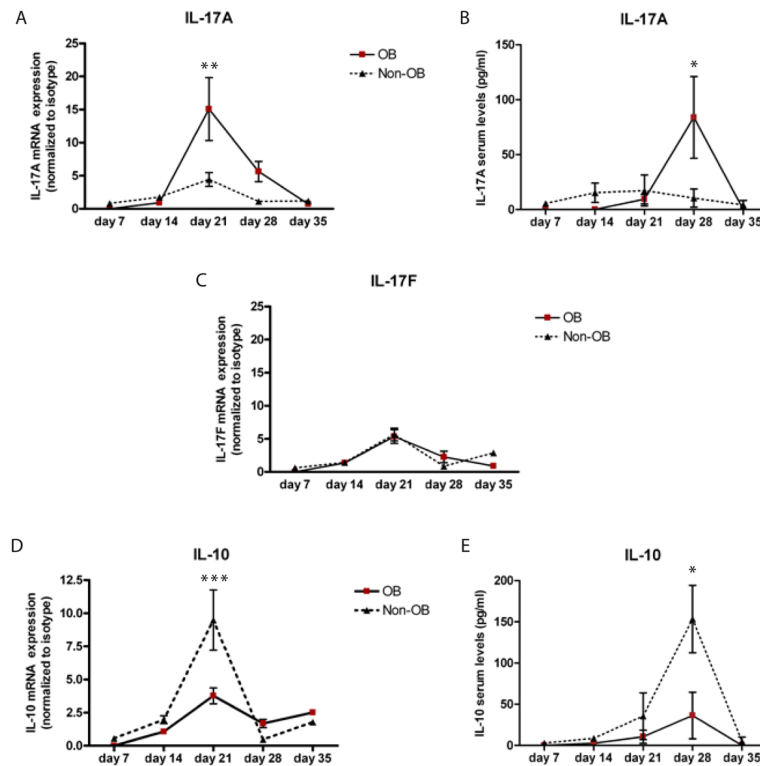 A
IL-17A
IL-17A mRNA expression
(normalized to isotype)
25
20
15
10
5
0
**
day 7 day 14 day 21 day 28 day 35
OB
Non-OB
B
IL-17A
IL-17A serum levels (pg/ml)
150
100
50
0
*
day 7 day 14 day 21 day 28 day 35
C
IL-17F
IL-17F mRNA expression
(normalized to isotype)
25
20
15
10
5
0
day 7 day 14 day 21 day 28 day 35
OB
Non-OB
D
IL-10
IL-10 mRNA expression
(normalized to isotype)
12.5
10.0
7.5
5.0
2.5
0.0
***
day 7 day 14 day 21 day 28 day 35
OB
Non-OB
E
IL-10
IL-10 serum levels (pg/ml)
200
150
100
50
0
*
day 7 day 14 day 21 day 28 day 35